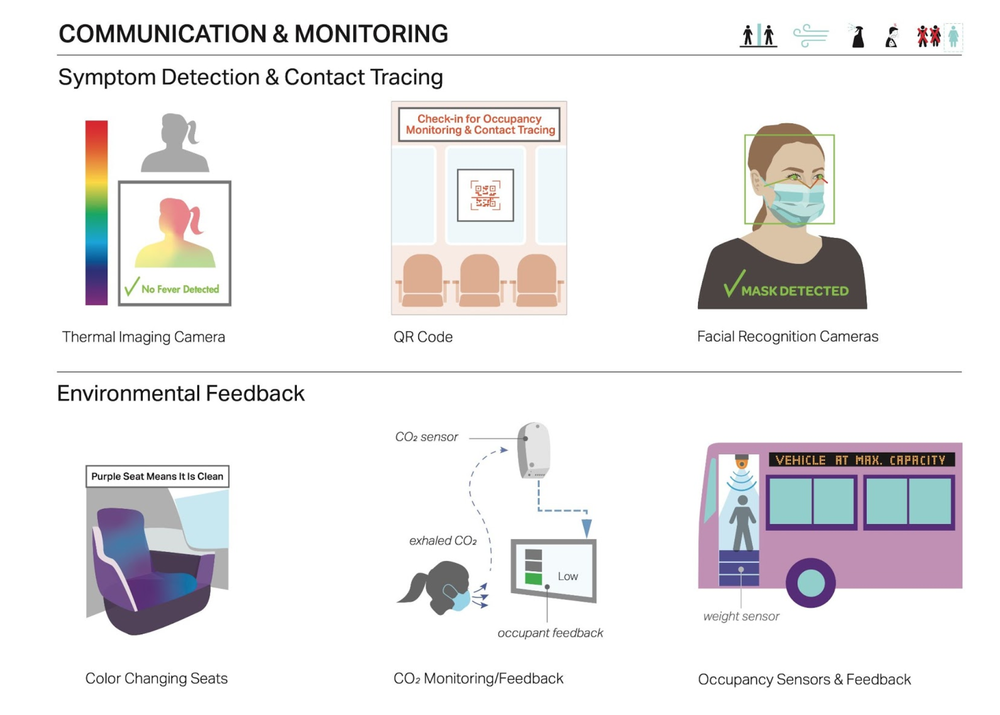 COMMUNICATION & MONITORING
Symptom Detection & Contact Tracing
Check-in for Occupancy
Monitoring & Contact Tracing
No Fever Detected
MASK DETECTED
Thermal Imaging Camera
QR Code
Facial Recognition Cameras
Environmental Feedback
Purple Seat Means It Is Clean
CO₂ sensor
exhaled CO₂
Low
occupant feedback
VEHICLE AT MAX. CAPACITY
weight sensor
Color Changing Seats
CO₂ Monitoring/Feedback
Occupancy Sensors & Feedback